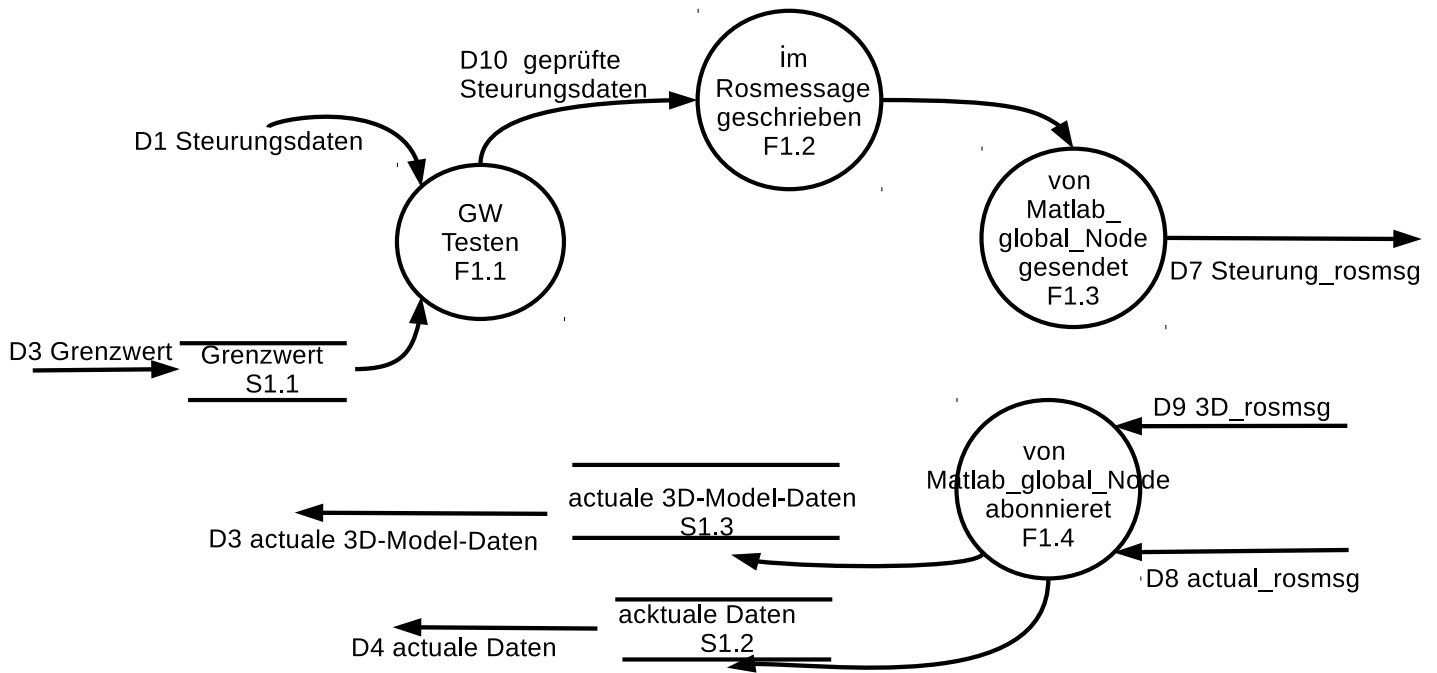 D10 geprüfte
Steurungsdaten
im
Rosmessage
geschrieben
F1.2
D1 Steurungsdaten
GW
Testen
F1.1
von
Matlab_
global_Node
gesendet
F1.3
D7 Steurung_rosmsg
D3 Grenzwert
Grenzwert
S1.1
D9 3D_rosmsg
von
Matlab_global_Node
abonnieret
F1.4
D8 actual_rosmsg
actuale 3D-Model-Daten
S1.3
D3 actuale 3D-Model-Daten
acktuale Daten
S1.2
D4 actuale Daten